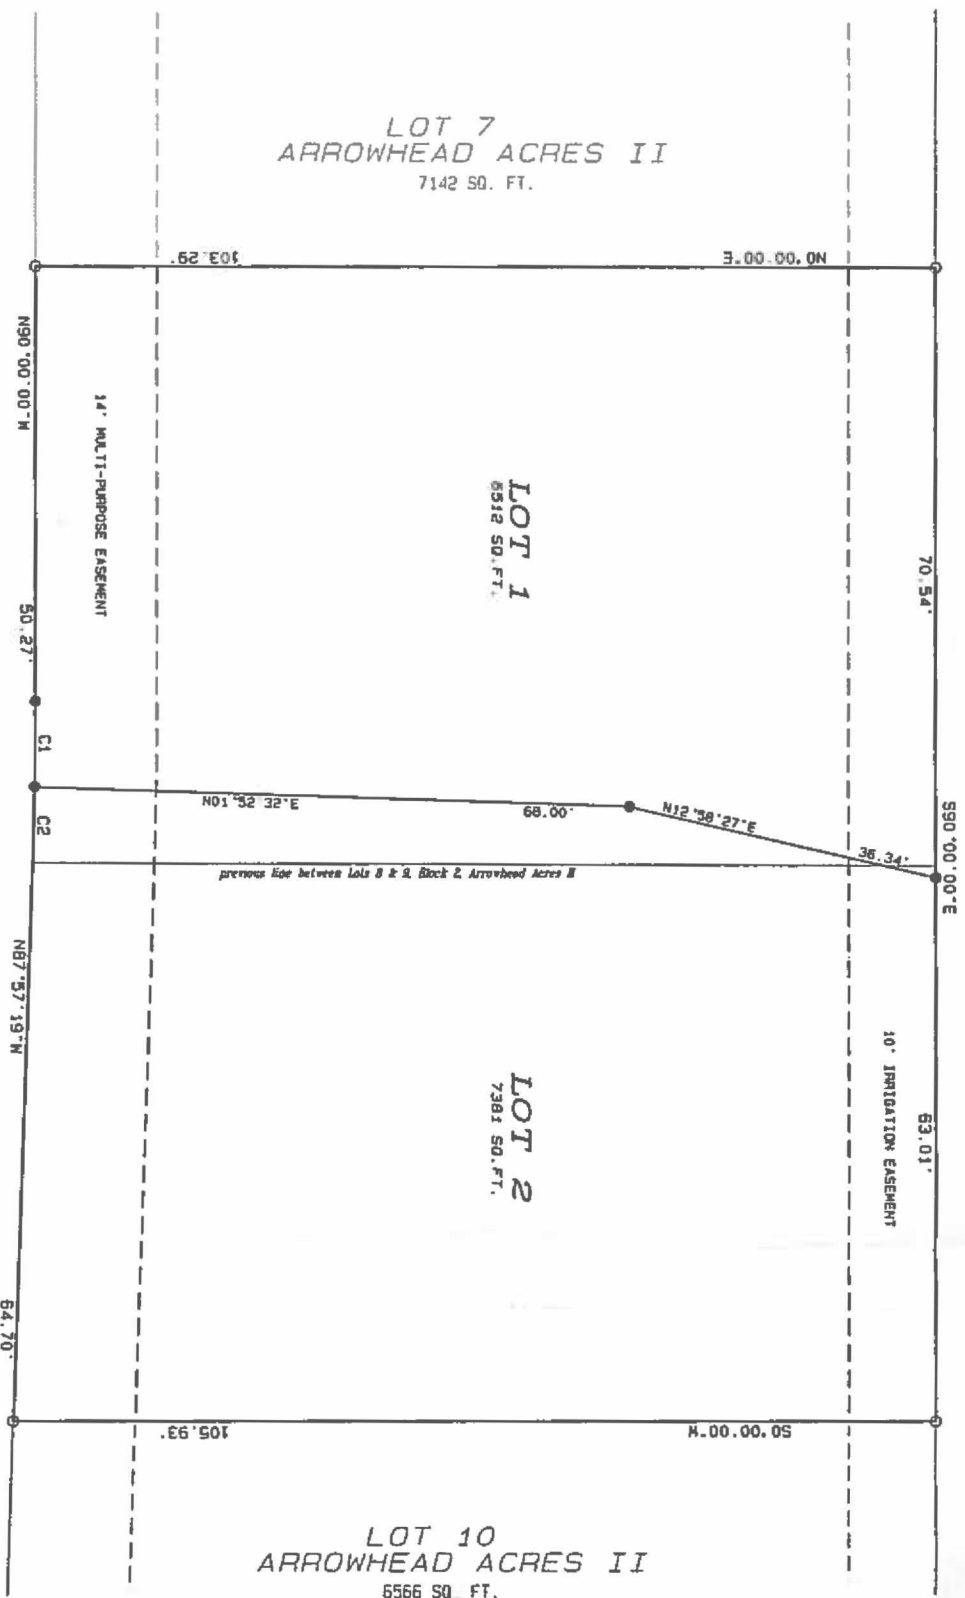 LOT 7
ARROWHEAD ACRES II
7142 SQ. FT.
103.29'
N0°00'00"E
N90°00'00"W
14' MULTI-PURPOSE EASEMENT
50.27'
LOT 1
SQ.FT.
70.54'
C1
C2
N01°52'32"E
68.00'
N12°58'27"E
36.34'
S90°00'00"E
previous line between Lots 8 & 9, Block 2, Arrowhead Acres II
N87°57'19"W
64.70'
LOT 2
7381 SQ.FT.
10' IRRIGATION EASEMENT
63.01'
105.93'
S0°00'00"W
LOT 10
ARROWHEAD ACRES II
6566 SQ. FT.